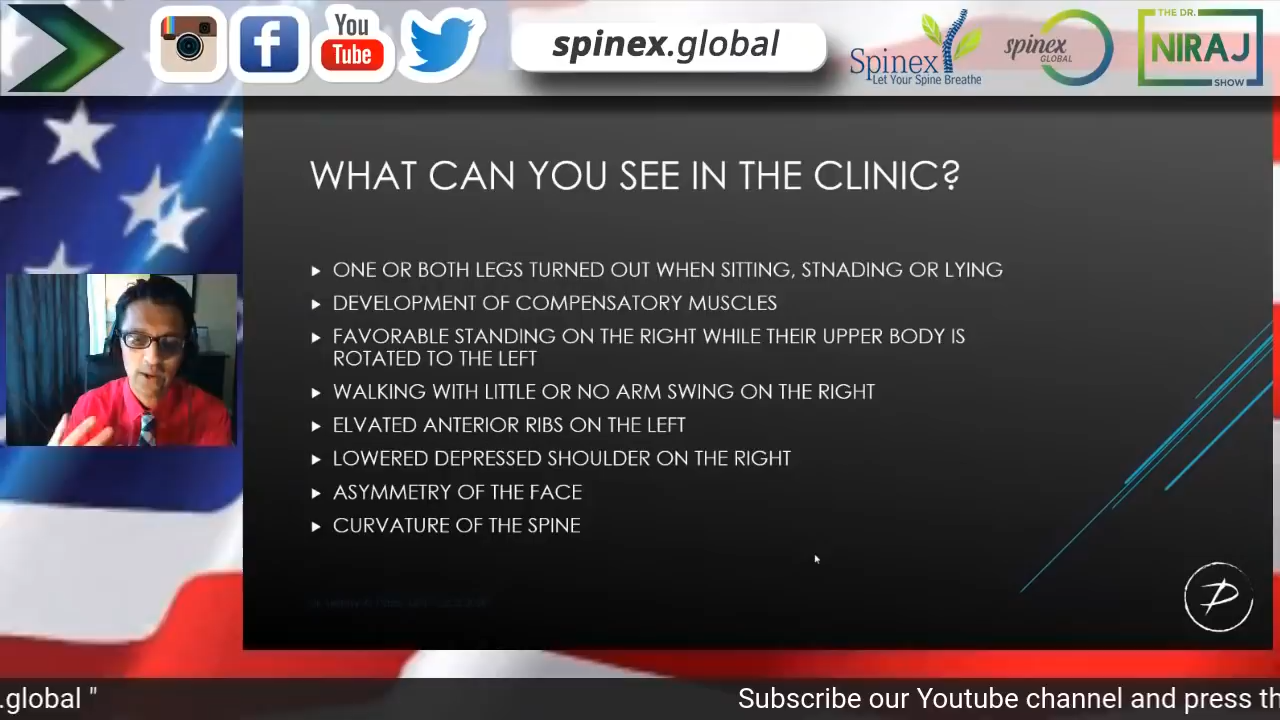 You
Tube
spinex.global
Spinex
Let Your Spine Breathe
spinex
GLOBAL
THE DR.
NIRAJ
SHOW
WHAT CAN YOU SEE IN THE CLINIC?
ONE OR BOTH LEGS TURNED OUT WHEN SITTING, STNADING OR LYING
DEVELOPMENT OF COMPENSATORY MUSCLES
FAVORABLE STANDING ON THE RIGHT WHILE THEIR UPPER BODY IS
ROTATED TO THE LEFT
WALKING WITH LITTLE OR NO ARM SWING ON THE RIGHT
ELVATED ANTERIOR RIBS ON THE LEFT
LOWERED DEPRESSED SHOULDER ON THE RIGHT
ASYMMETRY OF THE FACE
CURVATURE OF THE SPINE
.global "
Subscribe our Youtube channel and press th